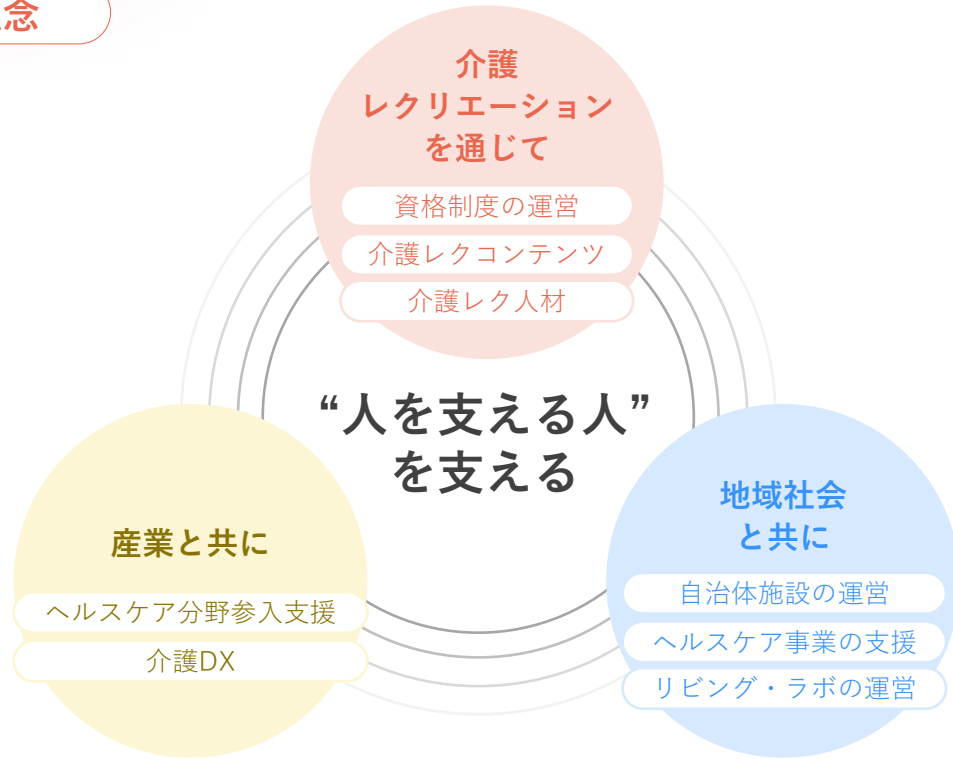 念
介護
レクリエーション
を通じて
資格制度の運営
介護レクコンテンツ
介護レク人材
“人を支える人”
を支える
産業と共に
ヘルスケア分野参入支援
介護DX
地域社会
と共に
自治体施設の運営
ヘルスケア事業の支援
リビング・ラボの運営